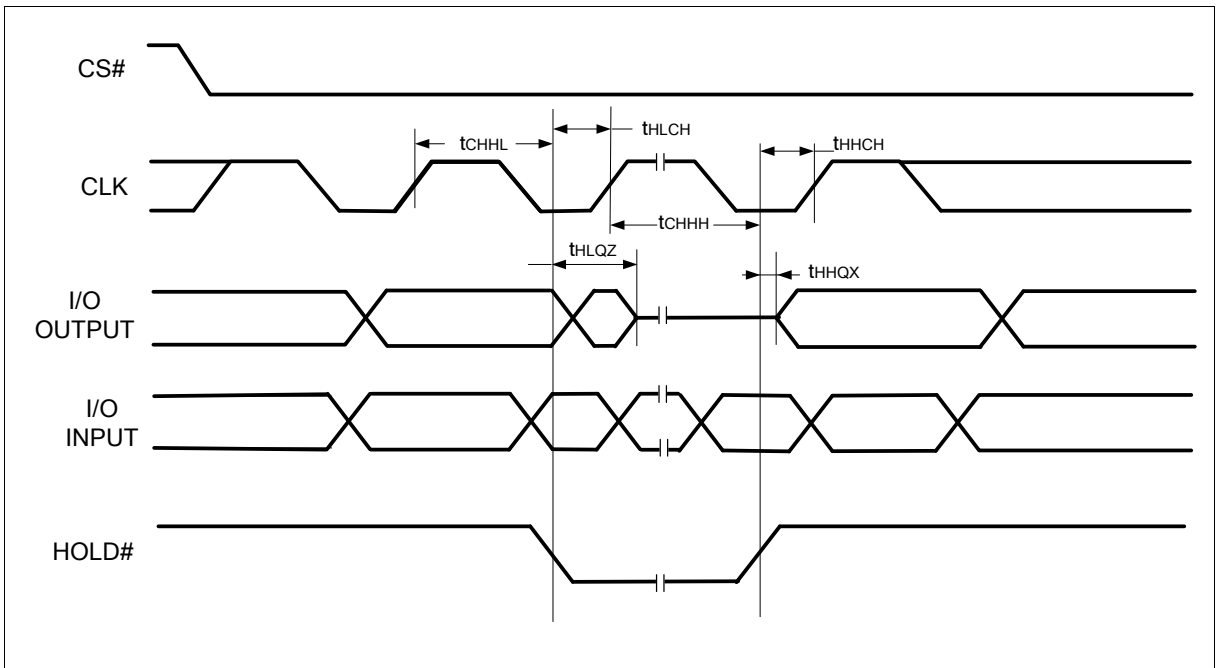 CS#
tCHHL
tHLCH
tHHCH
CLK
tCHHH
tHLQZ
tHHQX
I/O
OUTPUT
I/O
INPUT
HOLD#